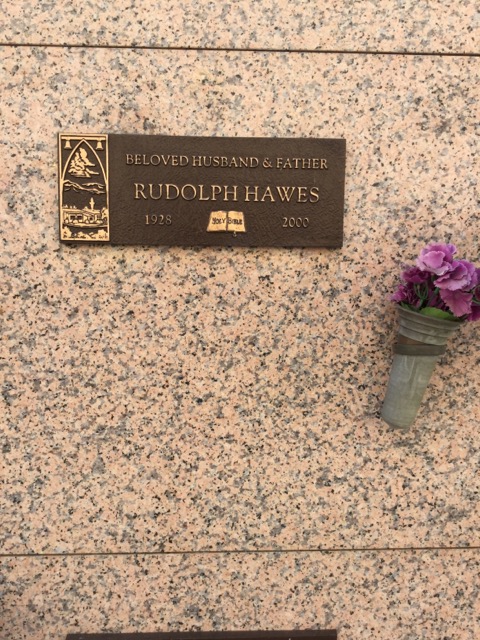 BELOVED HUSBAND & FATHER
RUDOLPH HAWES
1928 HOLY BIBLE 2000